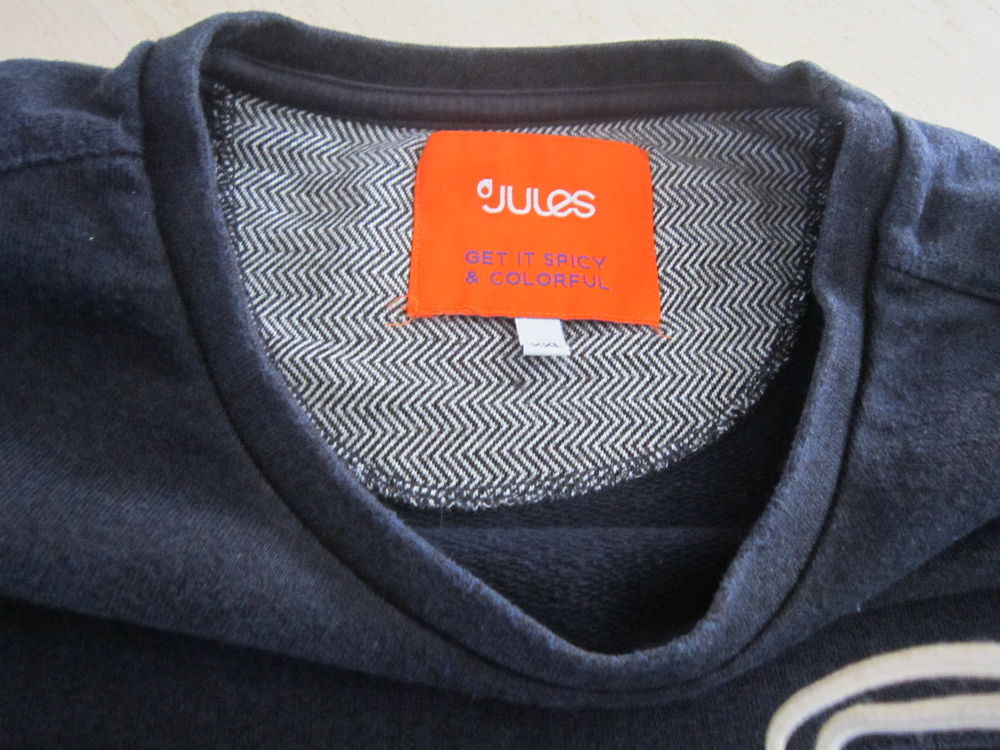 JULES
GET IT SPICY
& COLORFUL
XXL